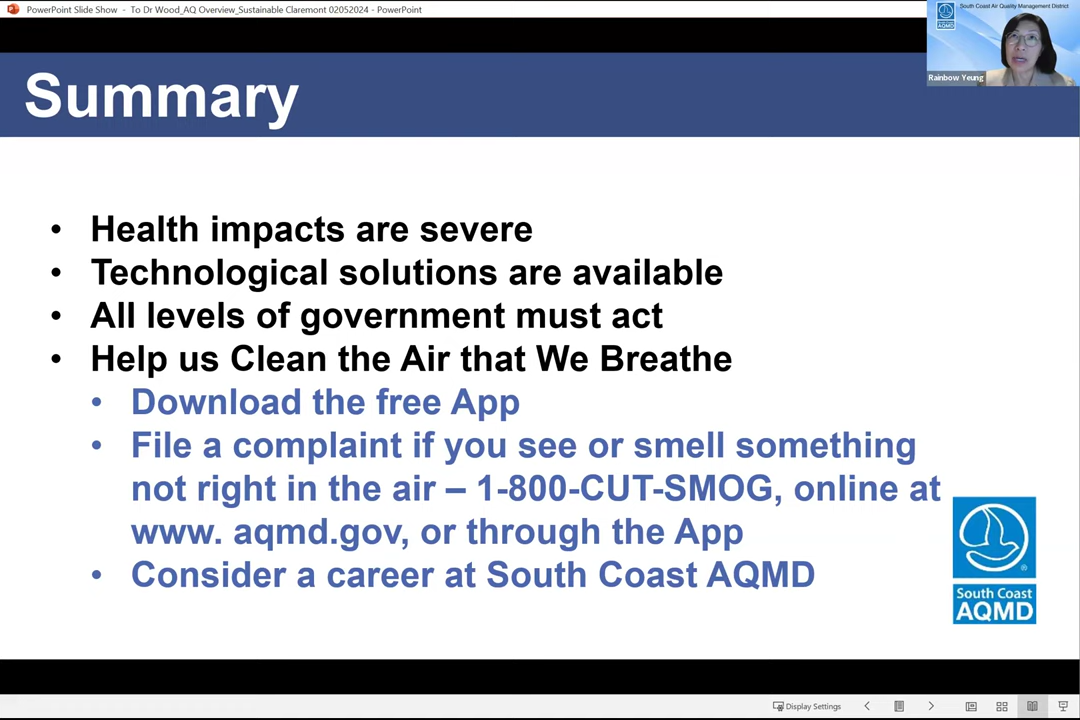 PowerPoint Slide Show - To Dr Wood_AQ Overview_Sustainable Claremont 02052024 - PowerPoint
South Coast Air Quality Management District
AQMD
Rainbow Yeung
Summary
• Health impacts are severe
• Technological solutions are available
• All levels of government must act
• Help us Clean the Air that We Breathe
• Download the free App
• File a complaint if you see or smell something
not right in the air – 1-800-CUT-SMOG, online at
www. aqmd.gov, or through the App
• Consider a career at South Coast AQMD
®
South Coast
AQMD
Display Settings